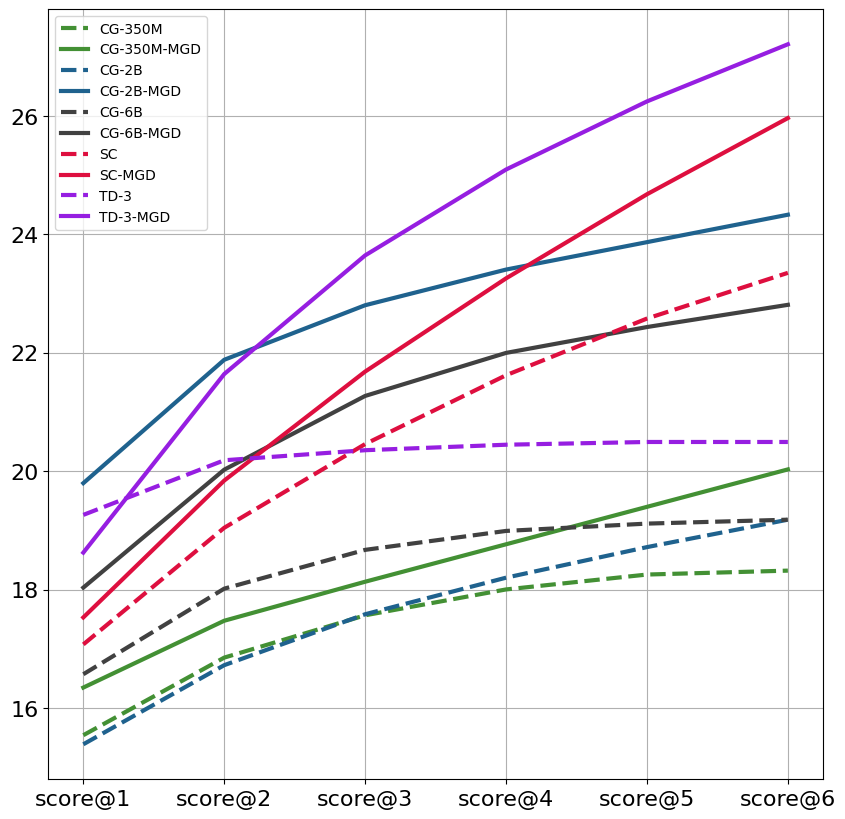 CG-350M
CG-350M-MGD
CG-2B
CG-2B-MGD
CG-6B
CG-6B-MGD
SC
SC-MGD
TD-3
TD-3-MGD
26
24
22
20
18
16
score@1 score@2 score@3 score@4 score@5 score@6